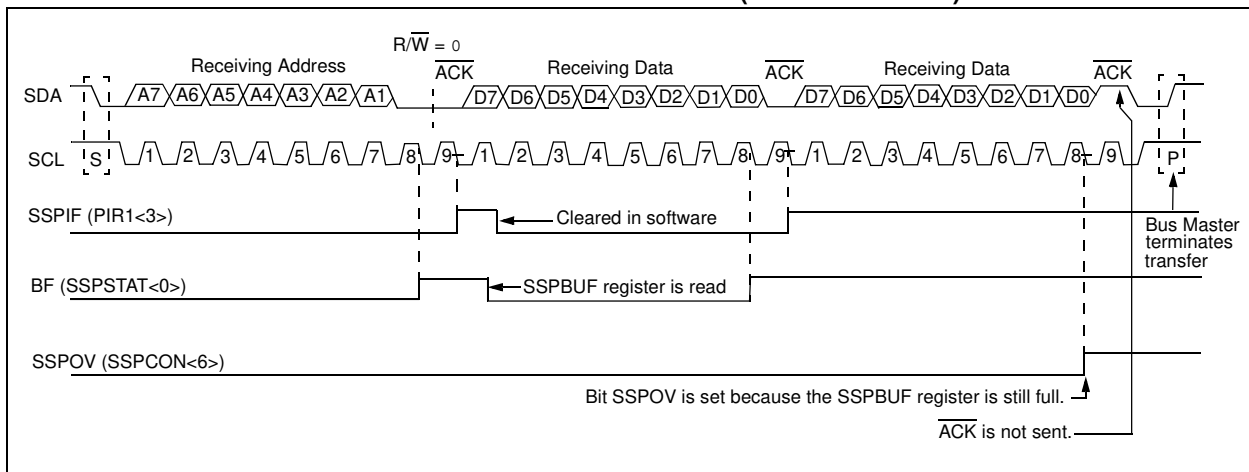 R/W = 0
Receiving Address ACK Receiving Data ACK Receiving Data ACK
SDA A7 A6 A5 A4 A3 A2 A1 D7 D6 D5 D4 D3 D2 D1 D0 D7 D6 D5 D4 D3 D2 D1 D0
SCL S 1 2 3 4 5 6 7 8 9 1 2 3 4 5 6 7 8 9 1 2 3 4 5 6 7 8 9 P
SSPIF (PIR1<3>) Cleared in software
Bus Master
terminates
transfer
BF (SSPSTAT<0>) SSPBUF register is read
SSPOV (SSPCON<6>)
Bit SSPOV is set because the SSPBUF register is still full.
ACK is not sent.